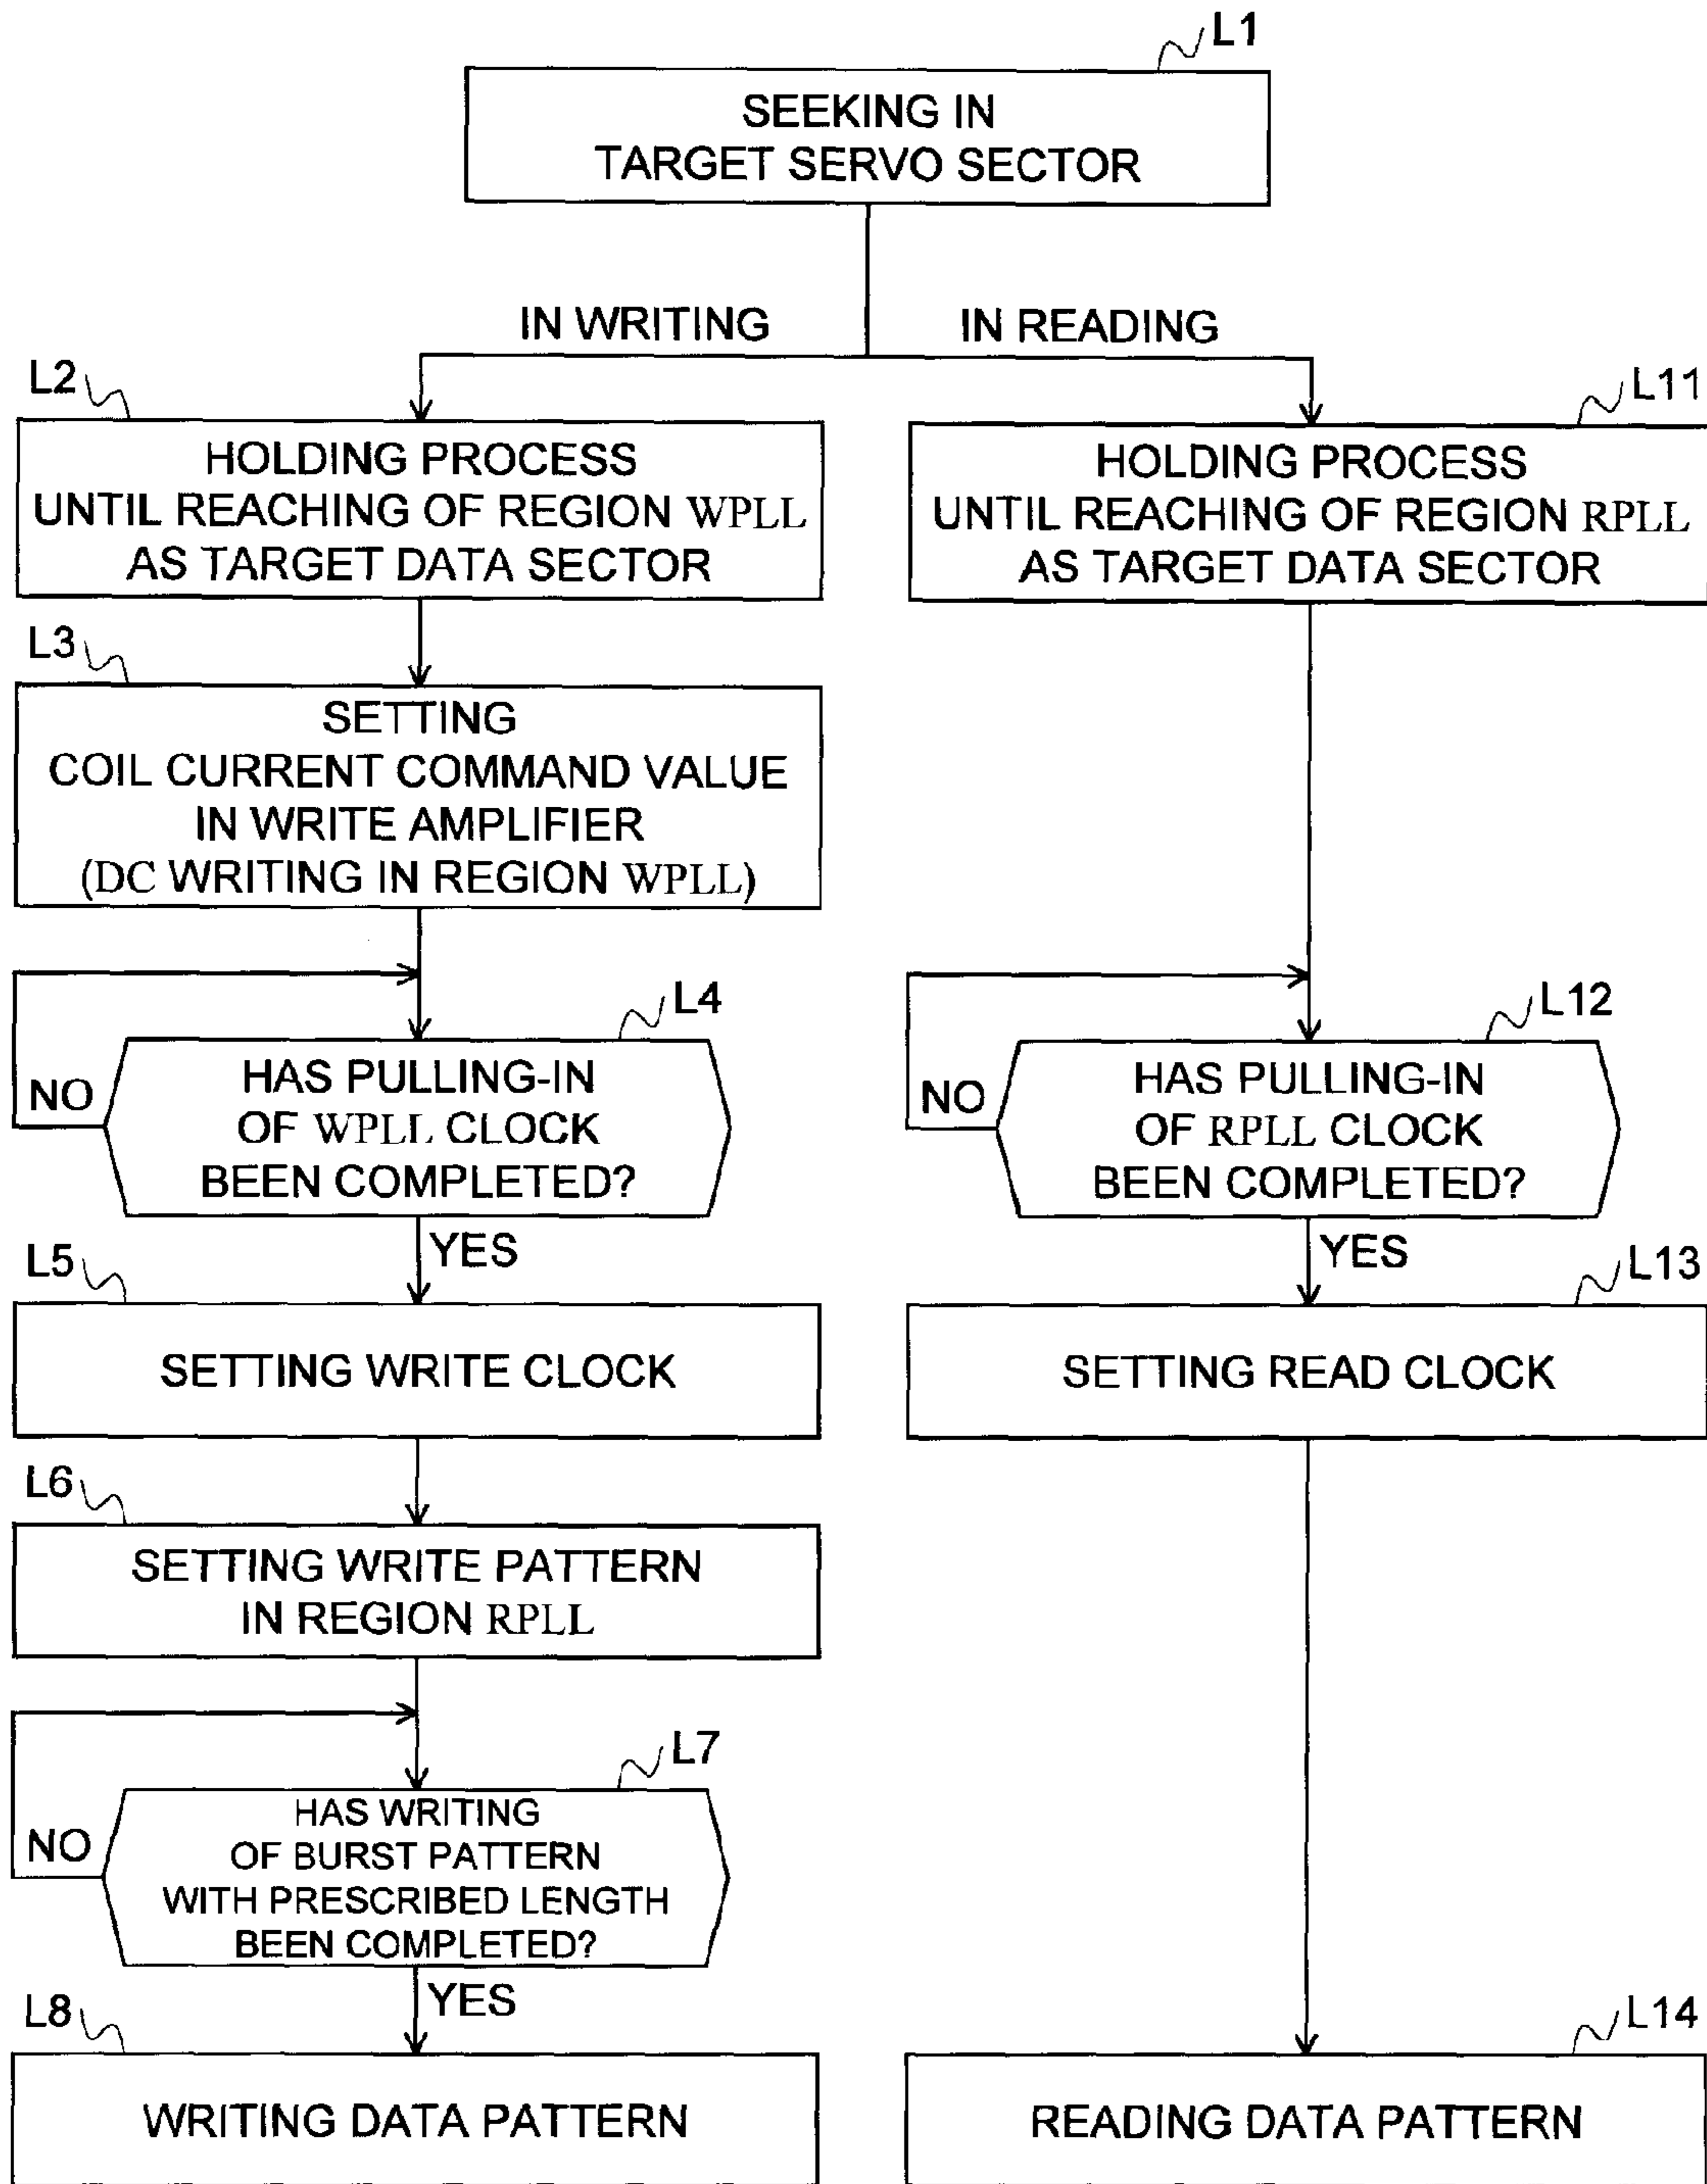 L1
SEEKING IN
TARGET SERVO SECTOR
IN WRITING
IN READING
L2
HOLDING PROCESS
UNTIL REACHING OF REGION WPLL
AS TARGET DATA SECTOR
L11
HOLDING PROCESS
UNTIL REACHING OF REGION RPLL
AS TARGET DATA SECTOR
L3
SETTING
COIL CURRENT COMMAND VALUE
IN WRITE AMPLIFIER
(DC WRITING IN REGION WPLL)
L4
NO
HAS PULLING-IN
OF WPLL CLOCK
BEEN COMPLETED?
YES
L12
NO
HAS PULLING-IN
OF RPLL CLOCK
BEEN COMPLETED?
YES
L5
SETTING WRITE CLOCK
L13
SETTING READ CLOCK
L6
SETTING WRITE PATTERN
IN REGION RPLL
L7
NO
HAS WRITING
OF BURST PATTERN
WITH PRESCRIBED LENGTH
BEEN COMPLETED?
YES
L8
WRITING DATA PATTERN
L14
READING DATA PATTERN